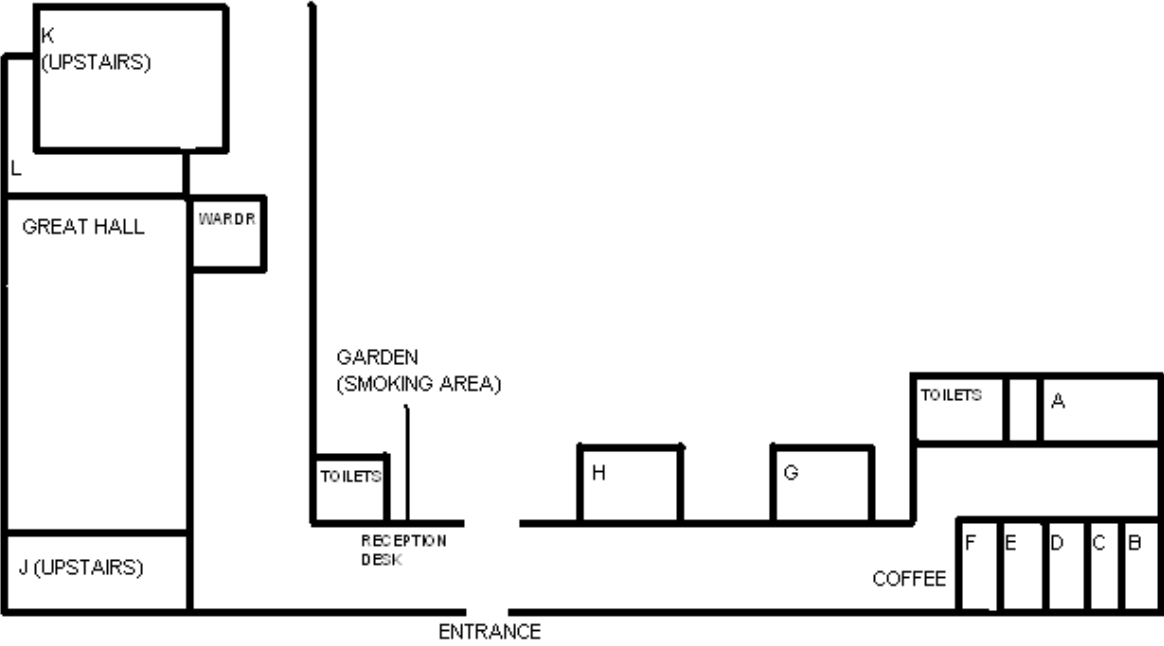 K
(UPSTAIRS)
L
GREAT HALL
WARDR
GARDEN
(SMOKING AREA)
TOILETS
A
H
G
TOILETS
RECEPTION
DESK
F
E
D
C
B
J (UPSTAIRS)
COFFEE
ENTRANCE